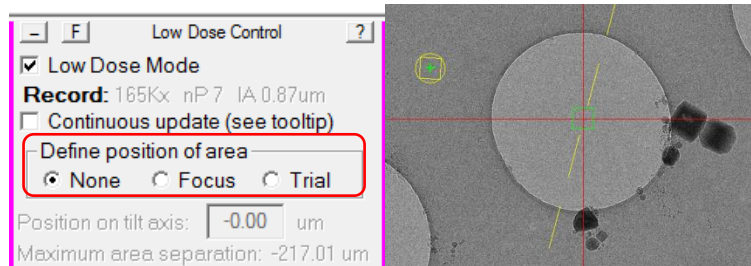 – F Low Dose Control ?
Low Dose Mode
Record: 165Kx nP 7 IA 0.87um
Continuous update (see tooltip)
Define position of area
None Focus Trial
Position on tilt axis: -0.00 um
Maximum area separation: -217.01 um